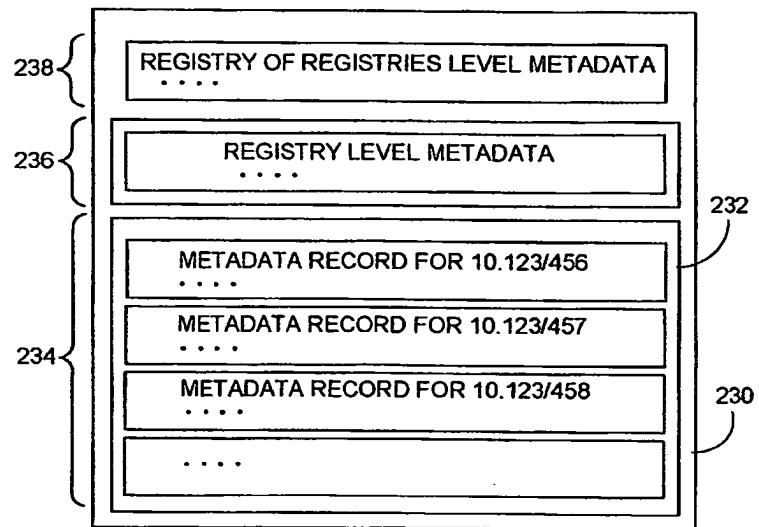 238
REGISTRY OF REGISTRIES LEVEL METADATA
. . . .
236
REGISTRY LEVEL METADATA
. . . .
232
METADATA RECORD FOR 10.123/456
. . . .
METADATA RECORD FOR 10.123/457
. . . .
234
METADATA RECORD FOR 10.123/458
. . . .
230
. . . .